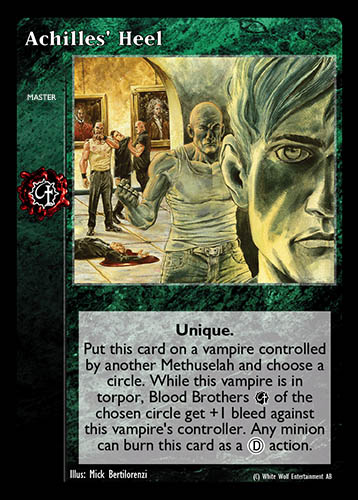 Achilles' Heel
MASTER
Unique.
Put this card on a vampire controlled
by another Methuselah and choose a
circle. While this vampire is in
torpor, Blood Brothers of the
chosen circle get +1 bleed against
this vampire's controller. Any minion
can burn this card as a Ⓓ action.
Illus: Mick Bertilorenzi
(C) White Wolf Entertainment AB